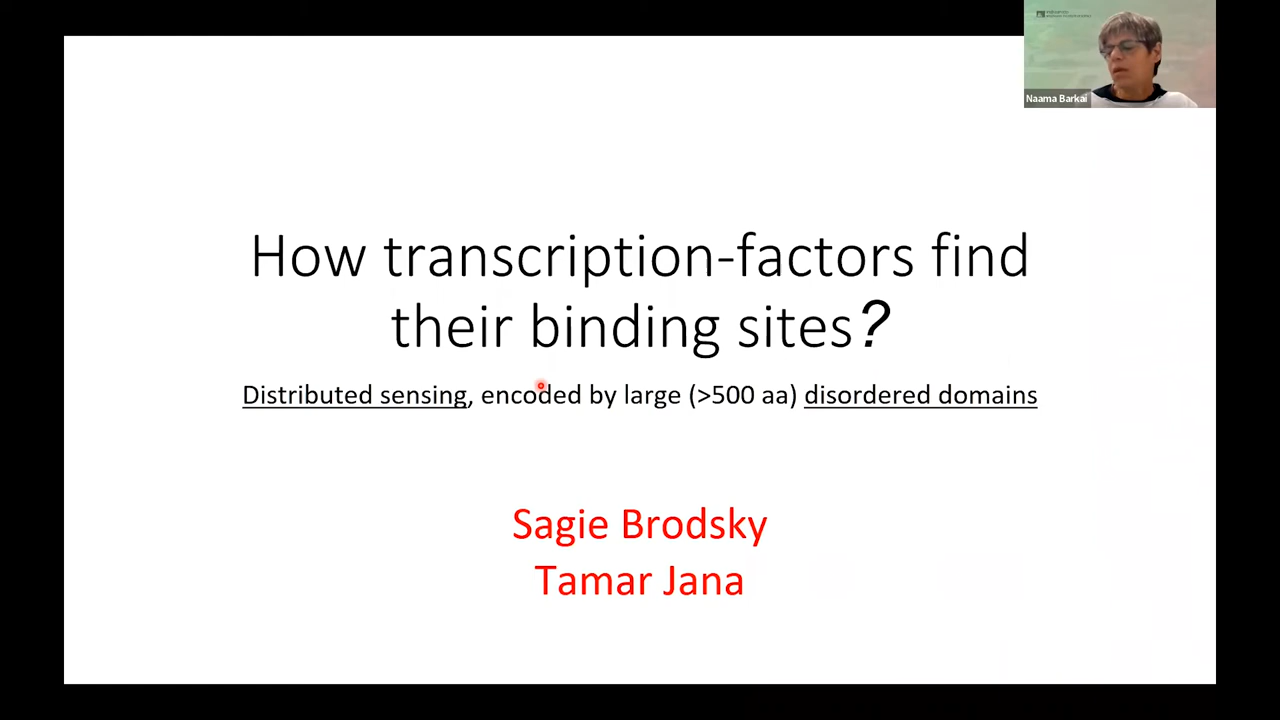 Naama Barkai
How transcription-factors find
their binding sites?
Distributed sensing, encoded by large (>500 aa) disordered domains
Sagie Brodsky
Tamar Jana